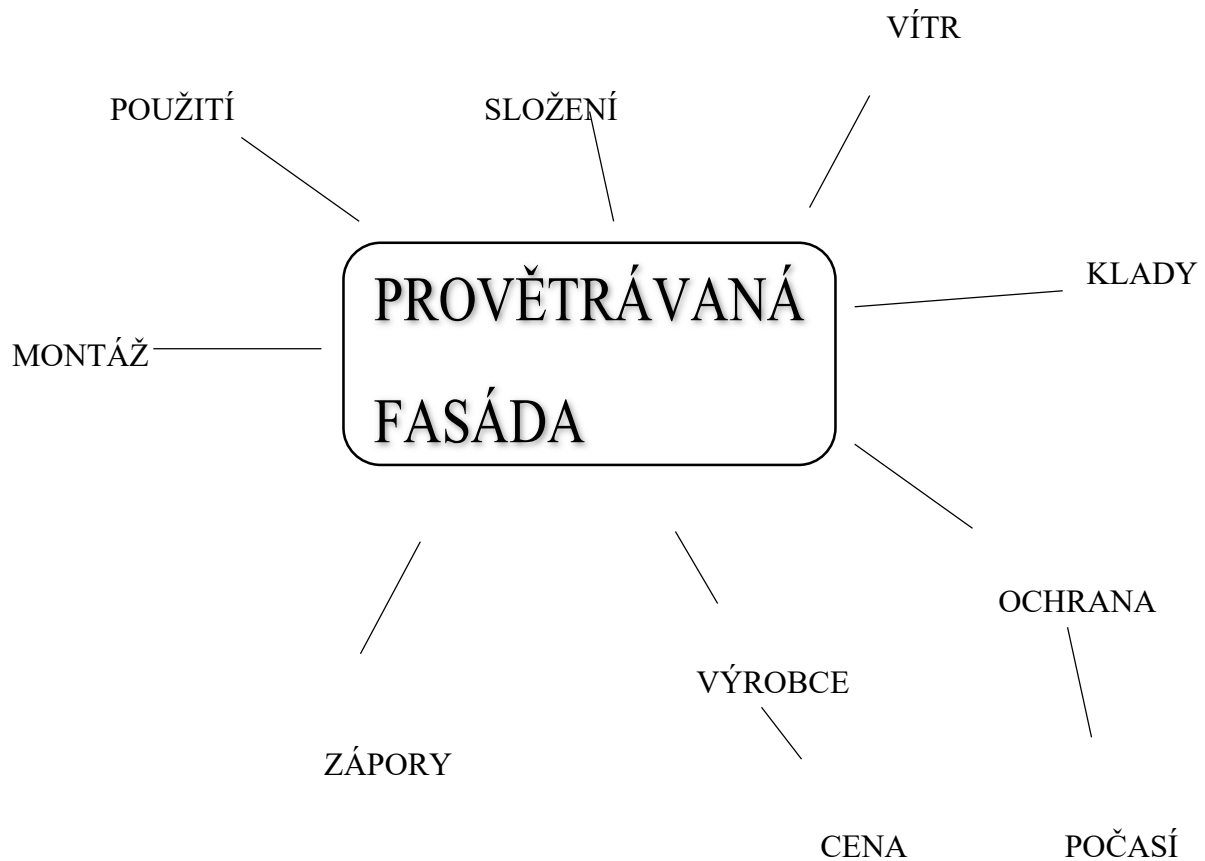 VÍTR
POUŽITÍ
SLOŽENÍ
KLADY
PROVĚTRÁVANÁ
FASÁDA
MONTÁŽ
OCHRANA
VÝROBCE
ZÁPORY
CENA
POČASÍ